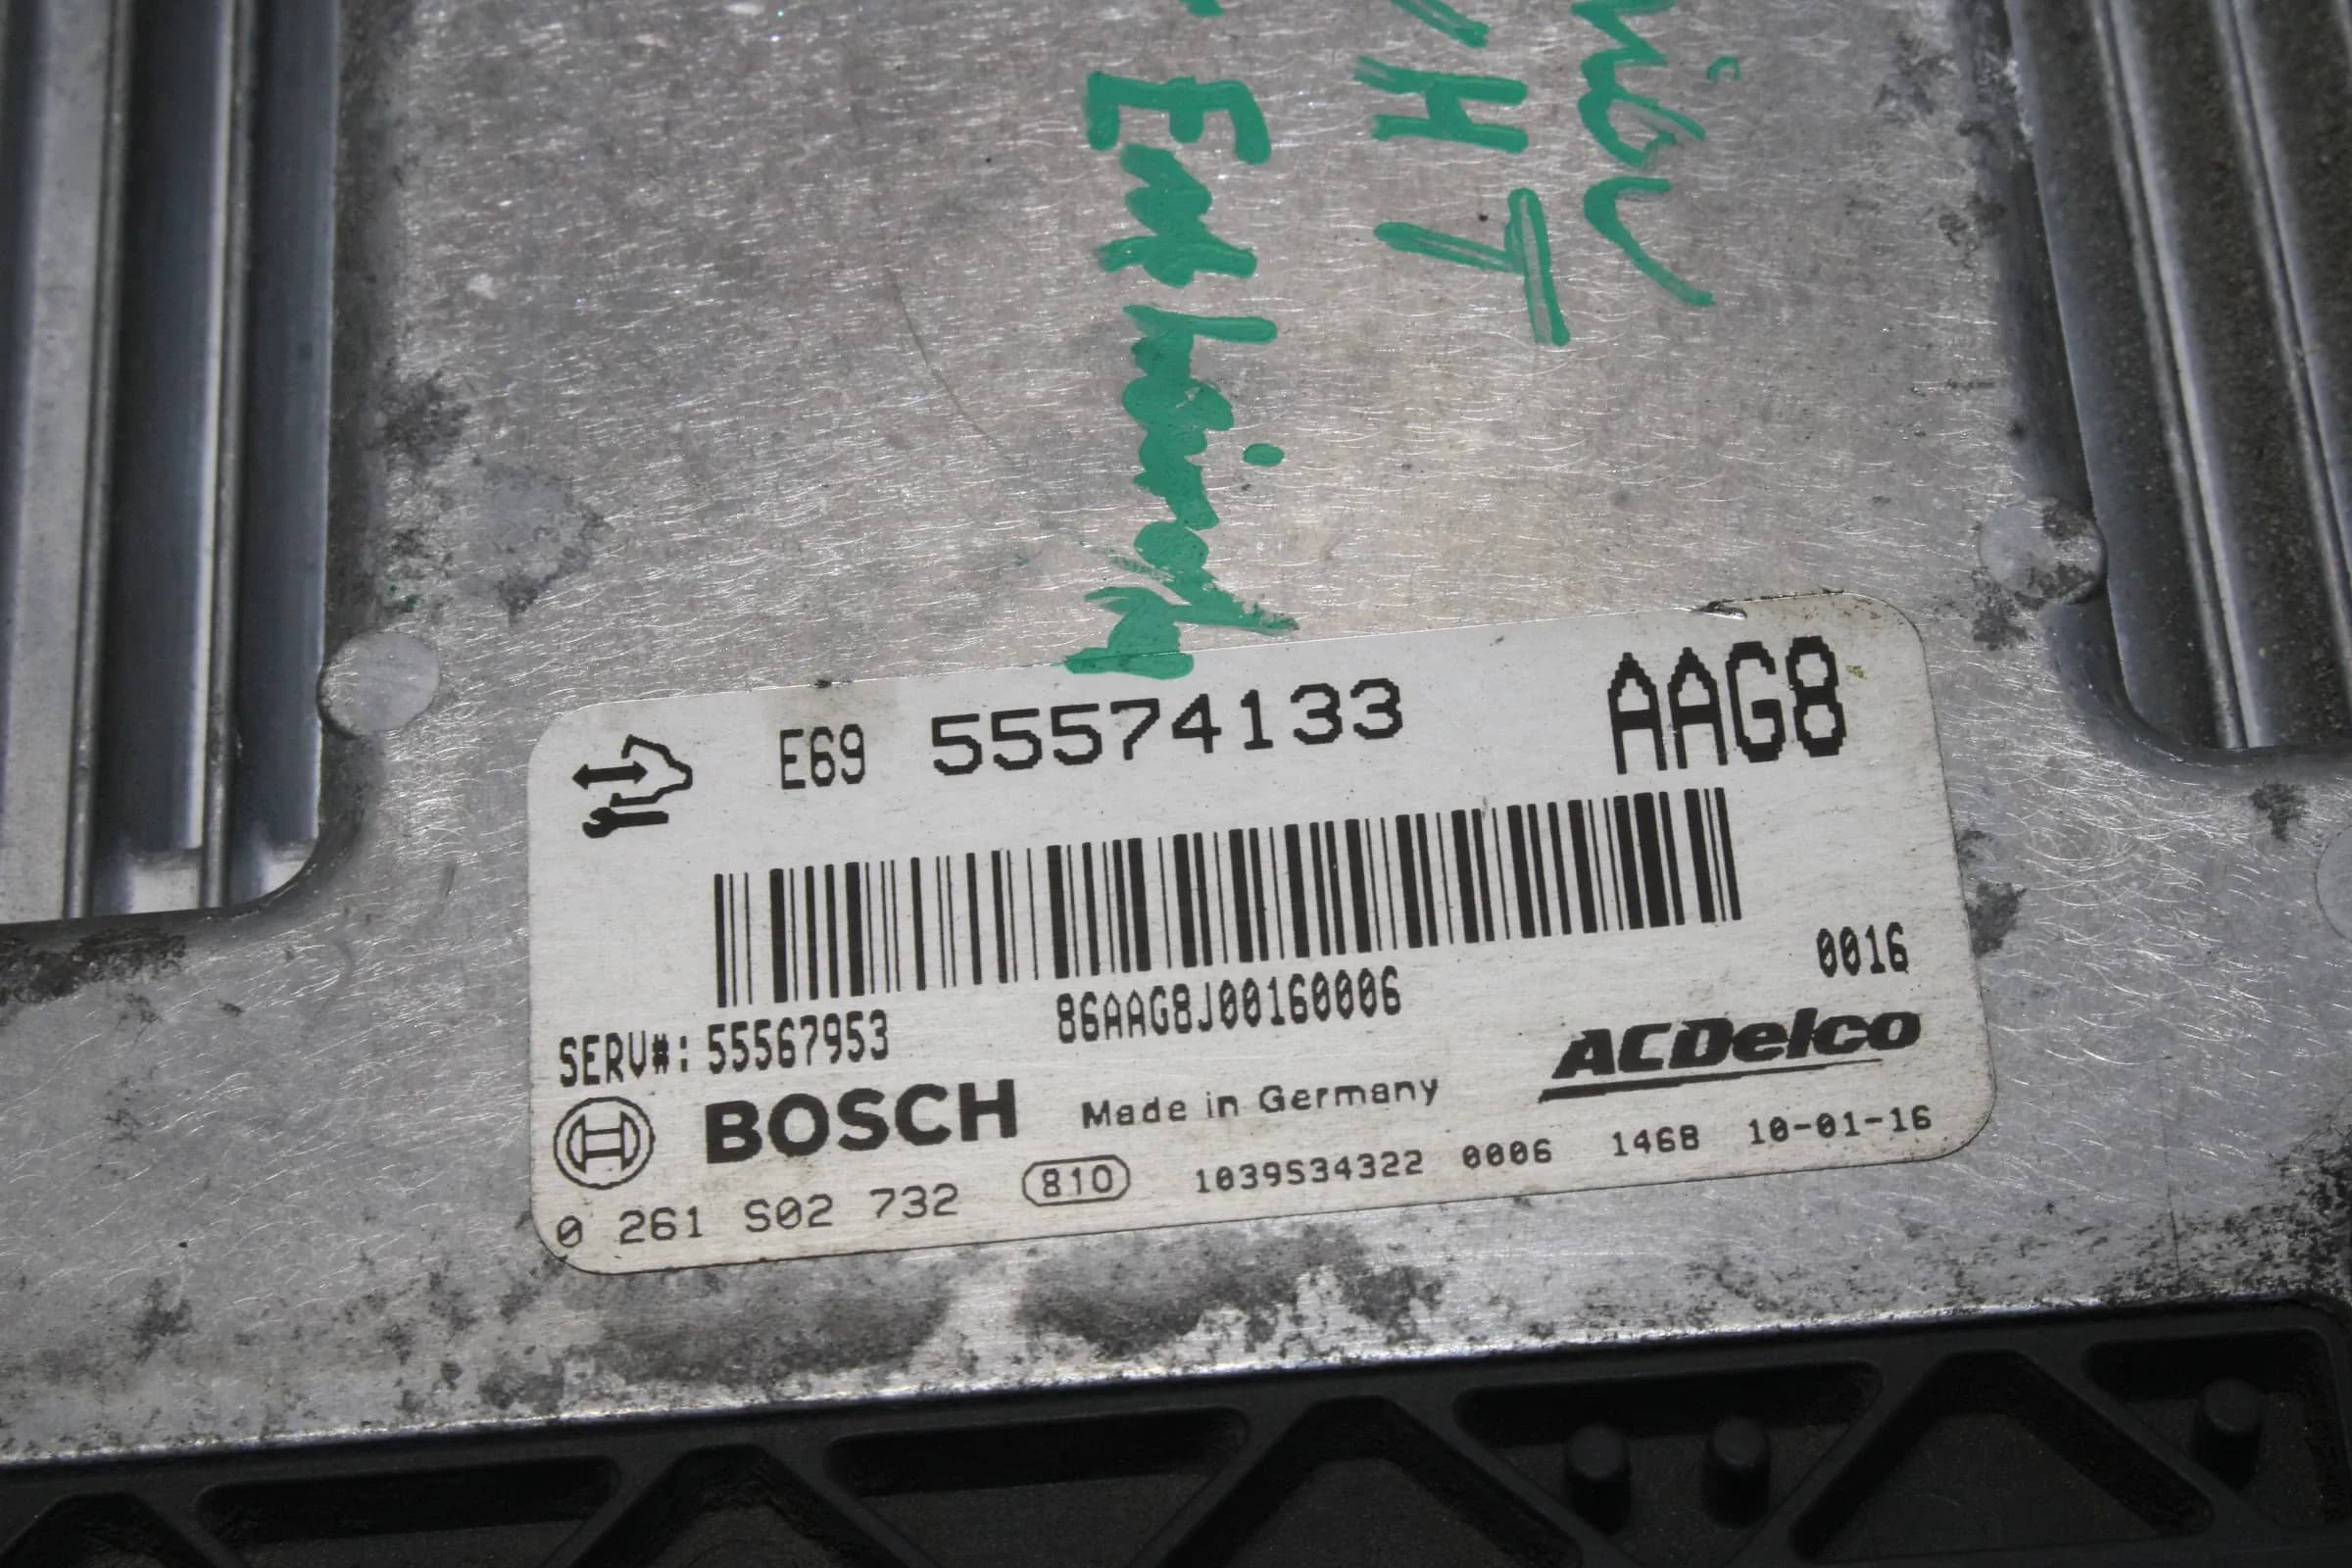 HT
E69 55574133 AAG8
0016
SERV#: 55567953 86AAG8J00160006
ACDelco
BOSCH Made in Germany
0 261 S02 732 810 1039S34322 0006 1468 10-01-16